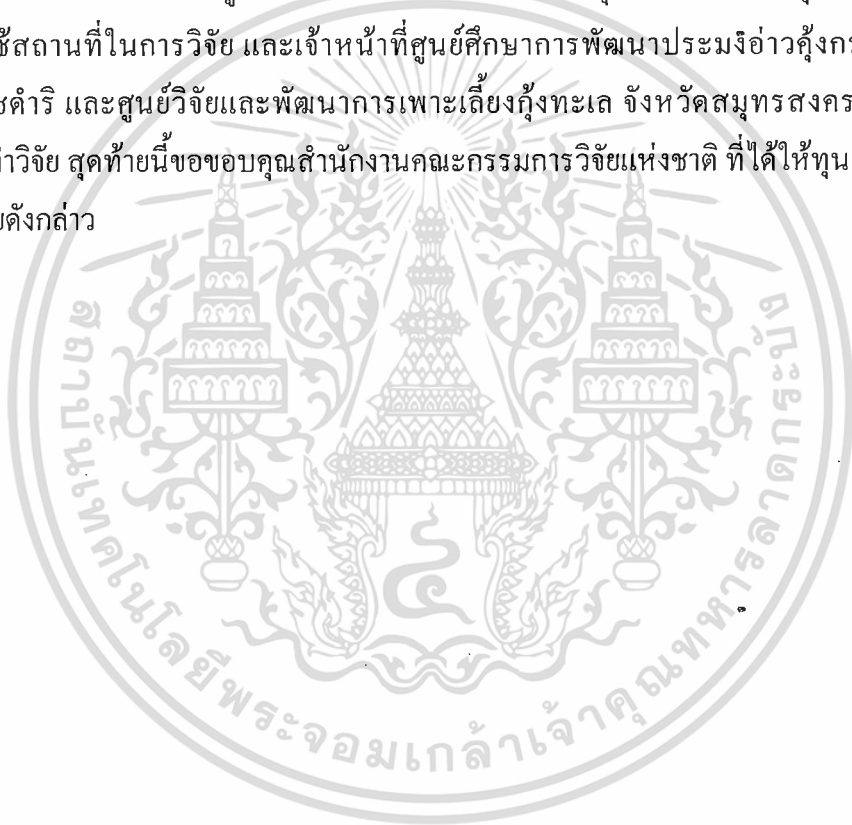 ช้สถานที่ในการวิจัย และเจ้าหน้าที่ศูนย์ศึกษาการพัฒนาประมงอ่าวคุ้งกร
ชดำริ และศูนย์วิจัยและพัฒนาการเพาะเลี้ยงกุ้งทะเล จังหวัดสมุทรสงคร
ำวิจัย สุดท้ายนี้ขอขอบคุณสำนักงานคณะกรรมการวิจัยแห่งชาติ ที่ได้ให้ทุน
ยดังกล่าว
สถาบันเทคโนโลยีพระจอมเกล้าเจ้าคุณทหารลาดกระบัง
๔